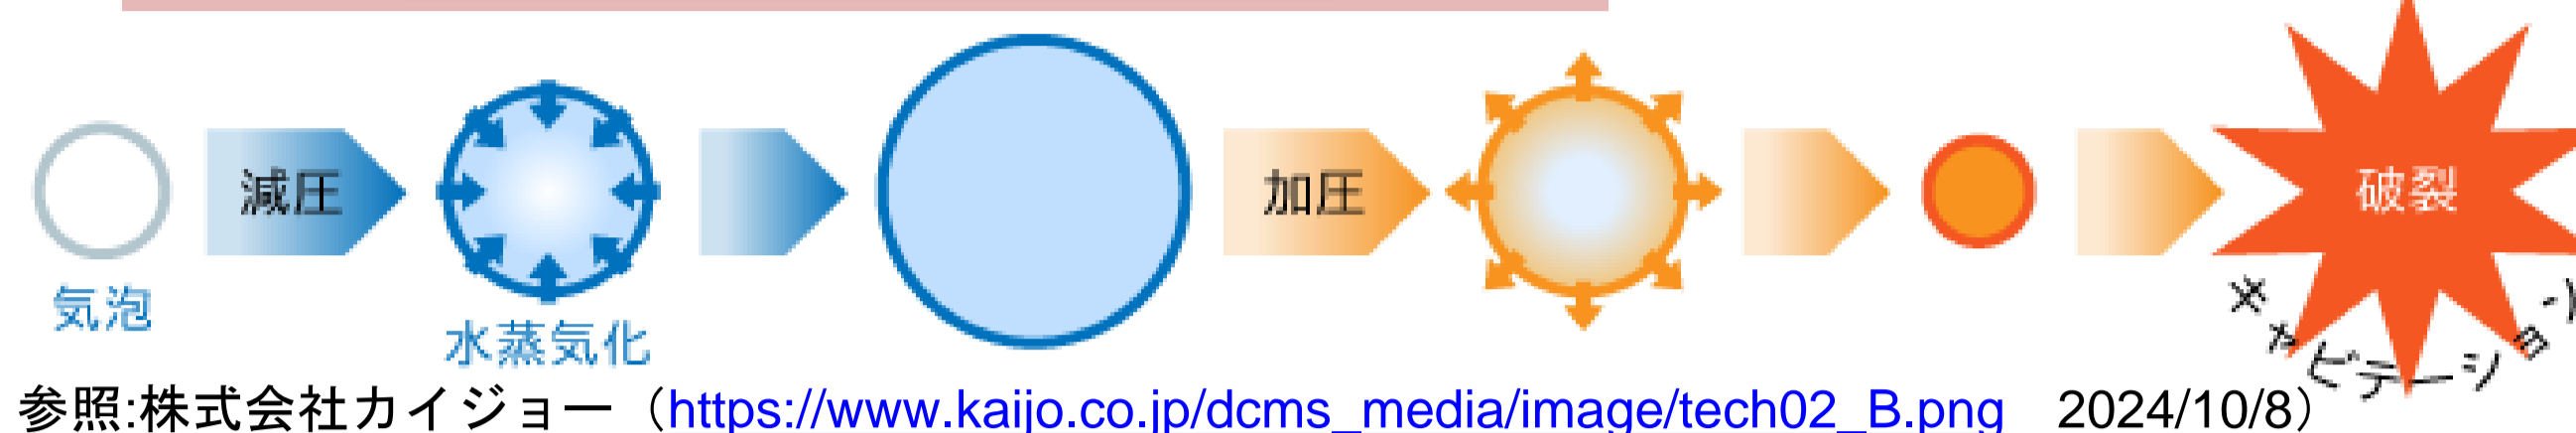 減圧
加圧
破裂
気泡
水蒸気化
キャビテーション
参照:株式会社カイジョー（https://www.kaijo.co.jp/dcms_media/image/tech02_B.png　2024/10/8）